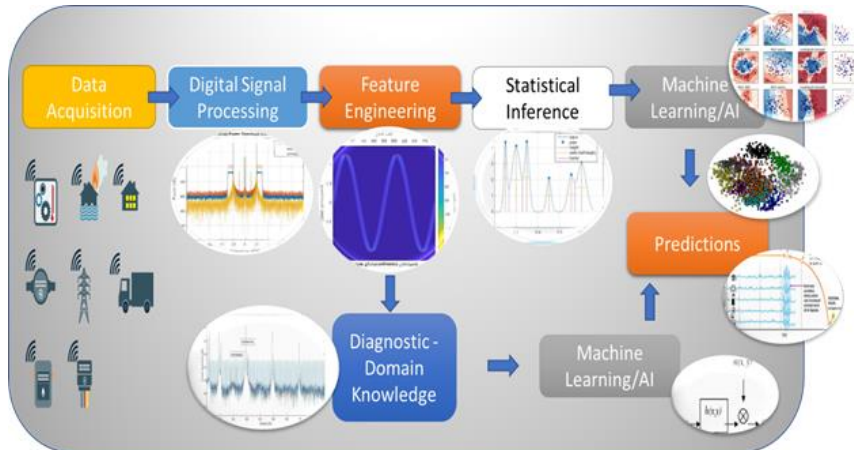 Data
Acquisition
Digital Signal
Processing
Feature
Engineering
Statistical
Inference
Machine
Learning/AI
Predictions
Diagnostic -
Domain
Knowledge
Machine
Learning/AI